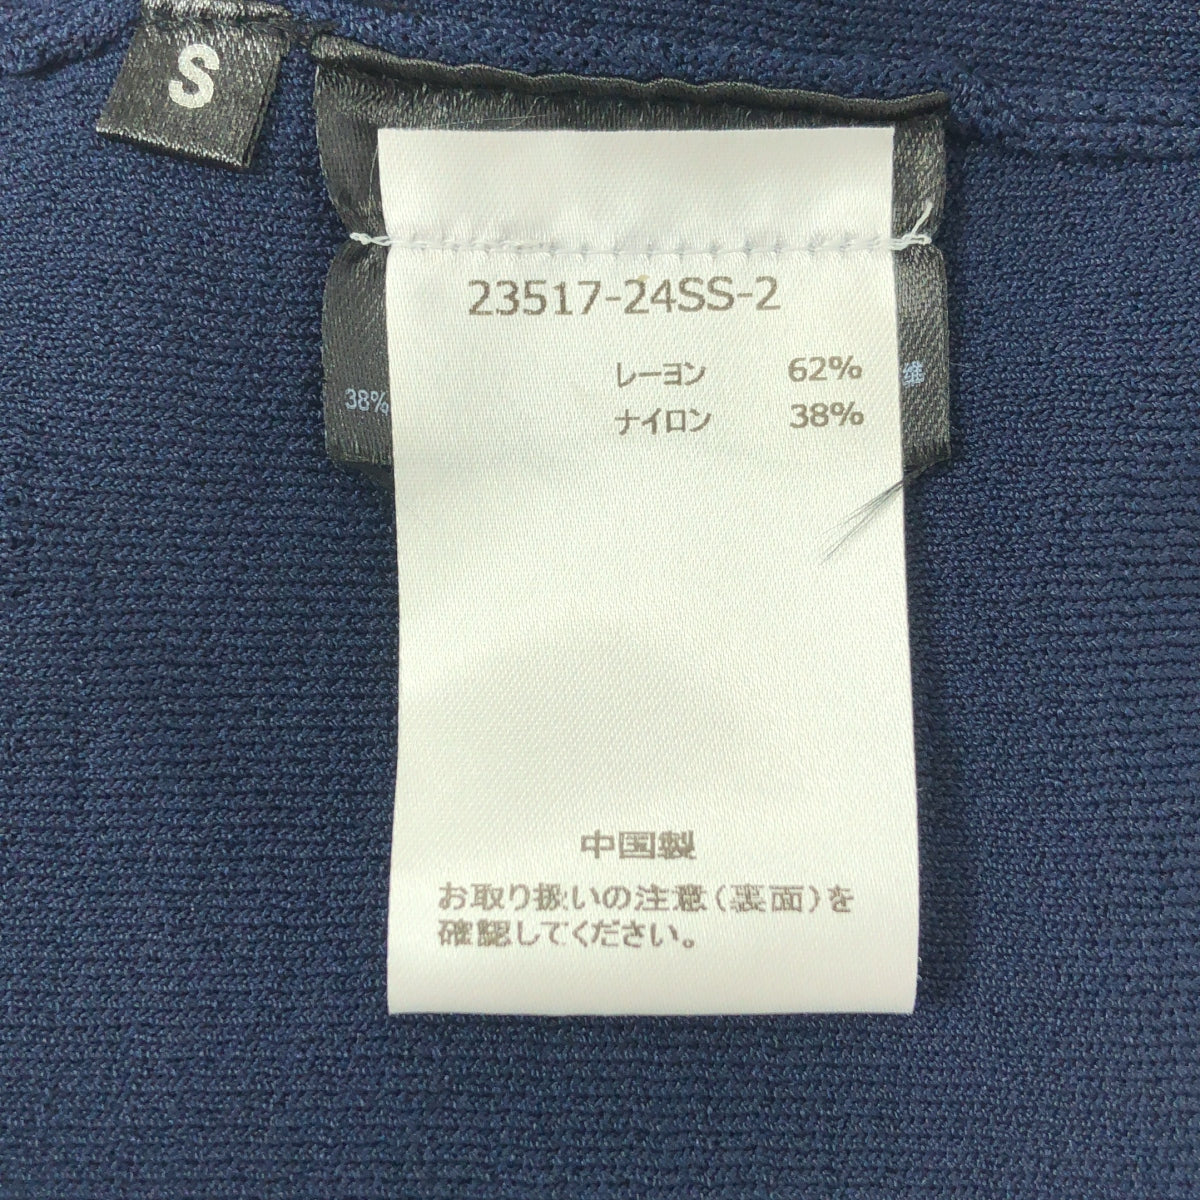 S
23517-24SS-2
レーヨン 62%
ナイロン 38%
38%
維
中国製
お取り扱いの注意(裏面)を
確認してください。